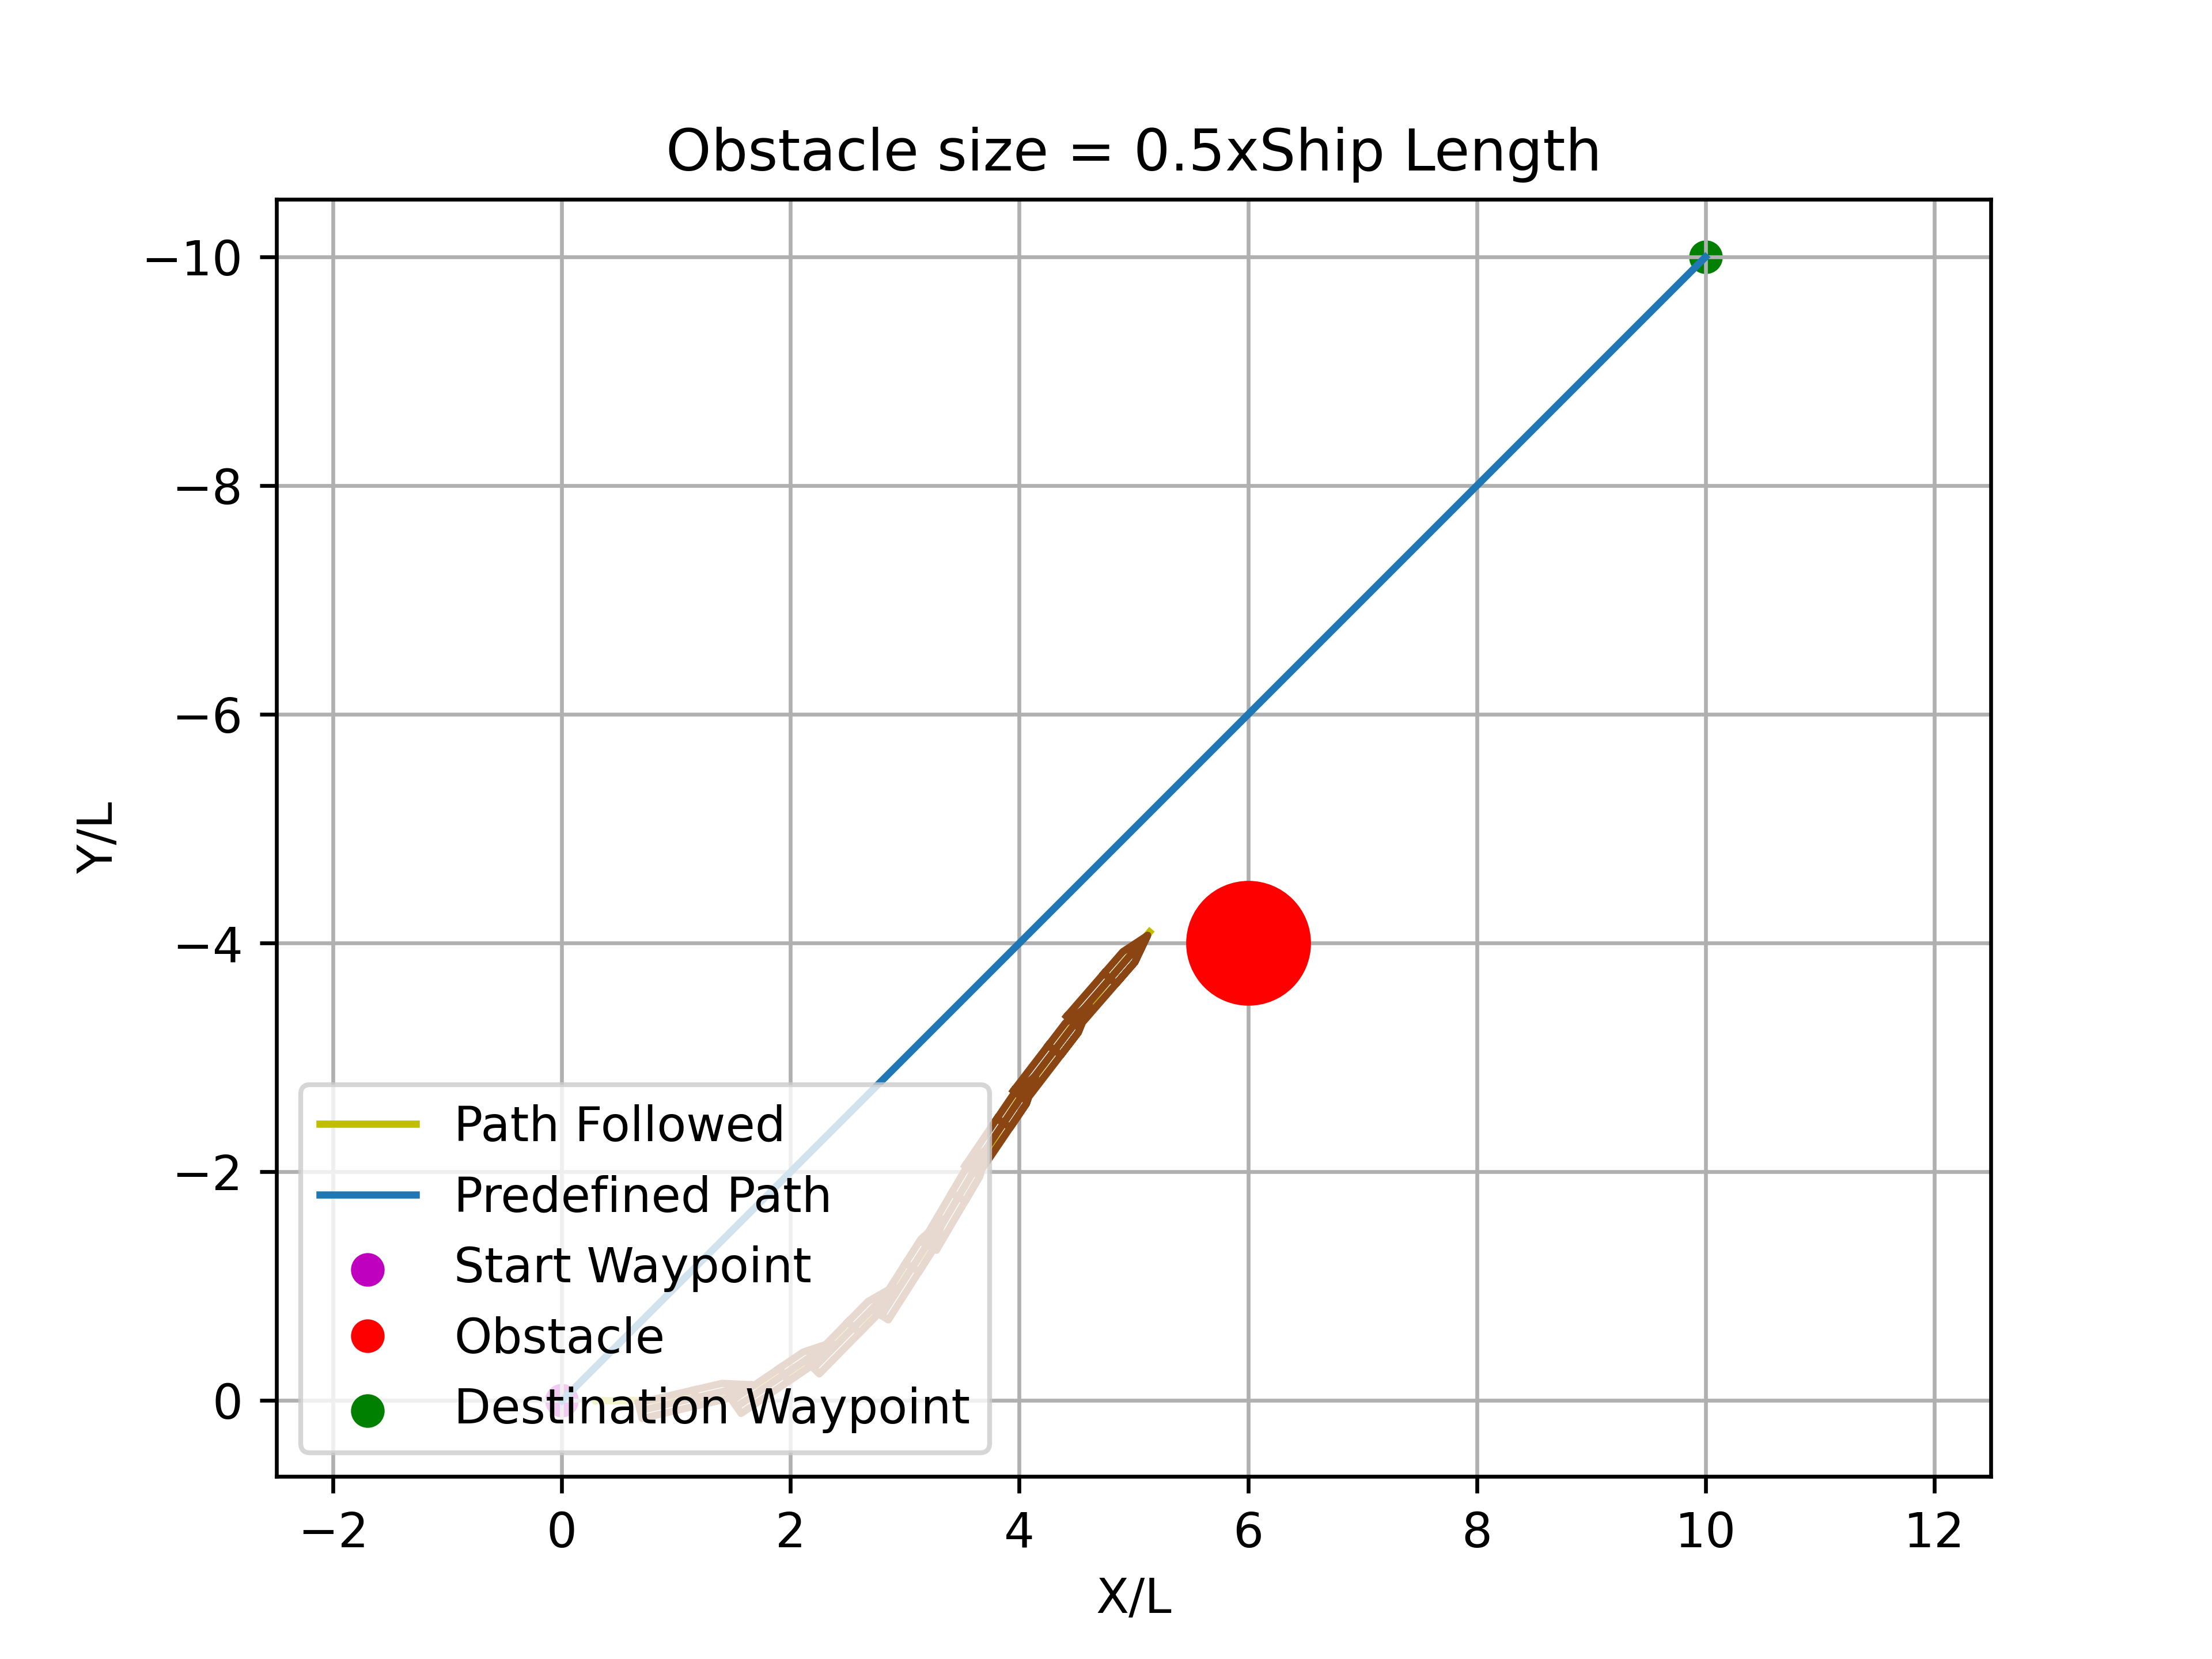 Obstacle size = 0.5xShip Length
−10
−8
−6
−4
−2
0
Y/L
Path Followed
Predefined Path
Start Waypoint
Obstacle
Destination Waypoint
−2 0 2 4 6 8 10 12
X/L